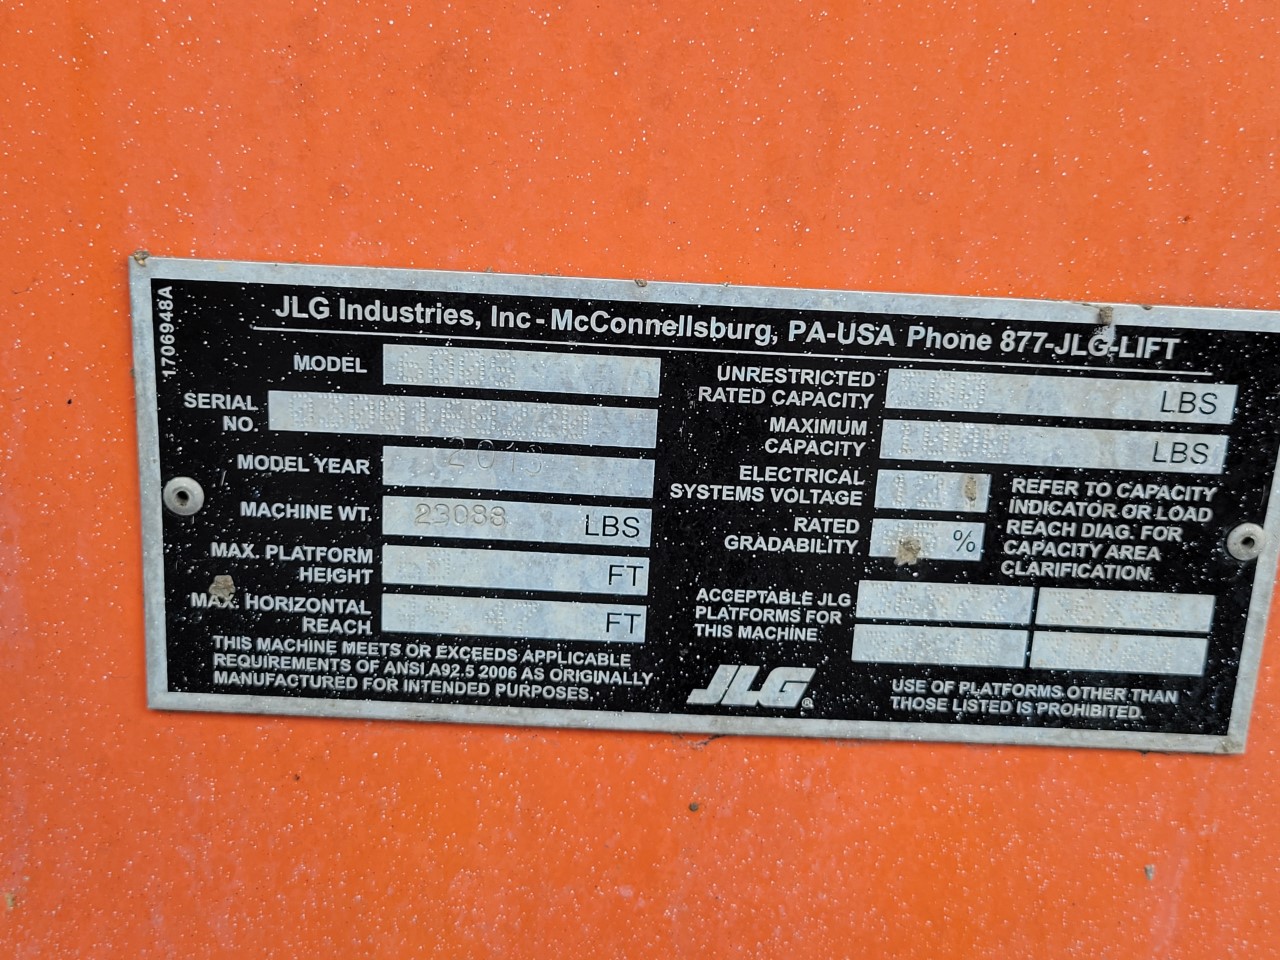 1706948A
JLG Industries, Inc - McConnellsburg, PA-USA Phone 877-JLG-LIFT
MODEL
SERIAL NO.
MODEL YEAR
MACHINE WT. 23088 LBS
MAX. PLATFORM HEIGHT FT
MAX. HORIZONTAL REACH FT
THIS MACHINE MEETS OR EXCEEDS APPLICABLE
REQUIREMENTS OF ANSI A92.5 2006 AS ORIGINALLY
MANUFACTURED FOR INTENDED PURPOSES.
UNRESTRICTED
RATED CAPACITY LBS
MAXIMUM
CAPACITY LBS
ELECTRICAL
SYSTEMS VOLTAGE
RATED
GRADABILITY %
REFER TO CAPACITY
INDICATOR OR LOAD
REACH DIAG. FOR
CAPACITY AREA
CLARIFICATION.
ACCEPTABLE JLG
PLATFORMS FOR
THIS MACHINE
JLG ®
USE OF PLATFORMS OTHER THAN
THOSE LISTED IS PROHIBITED.